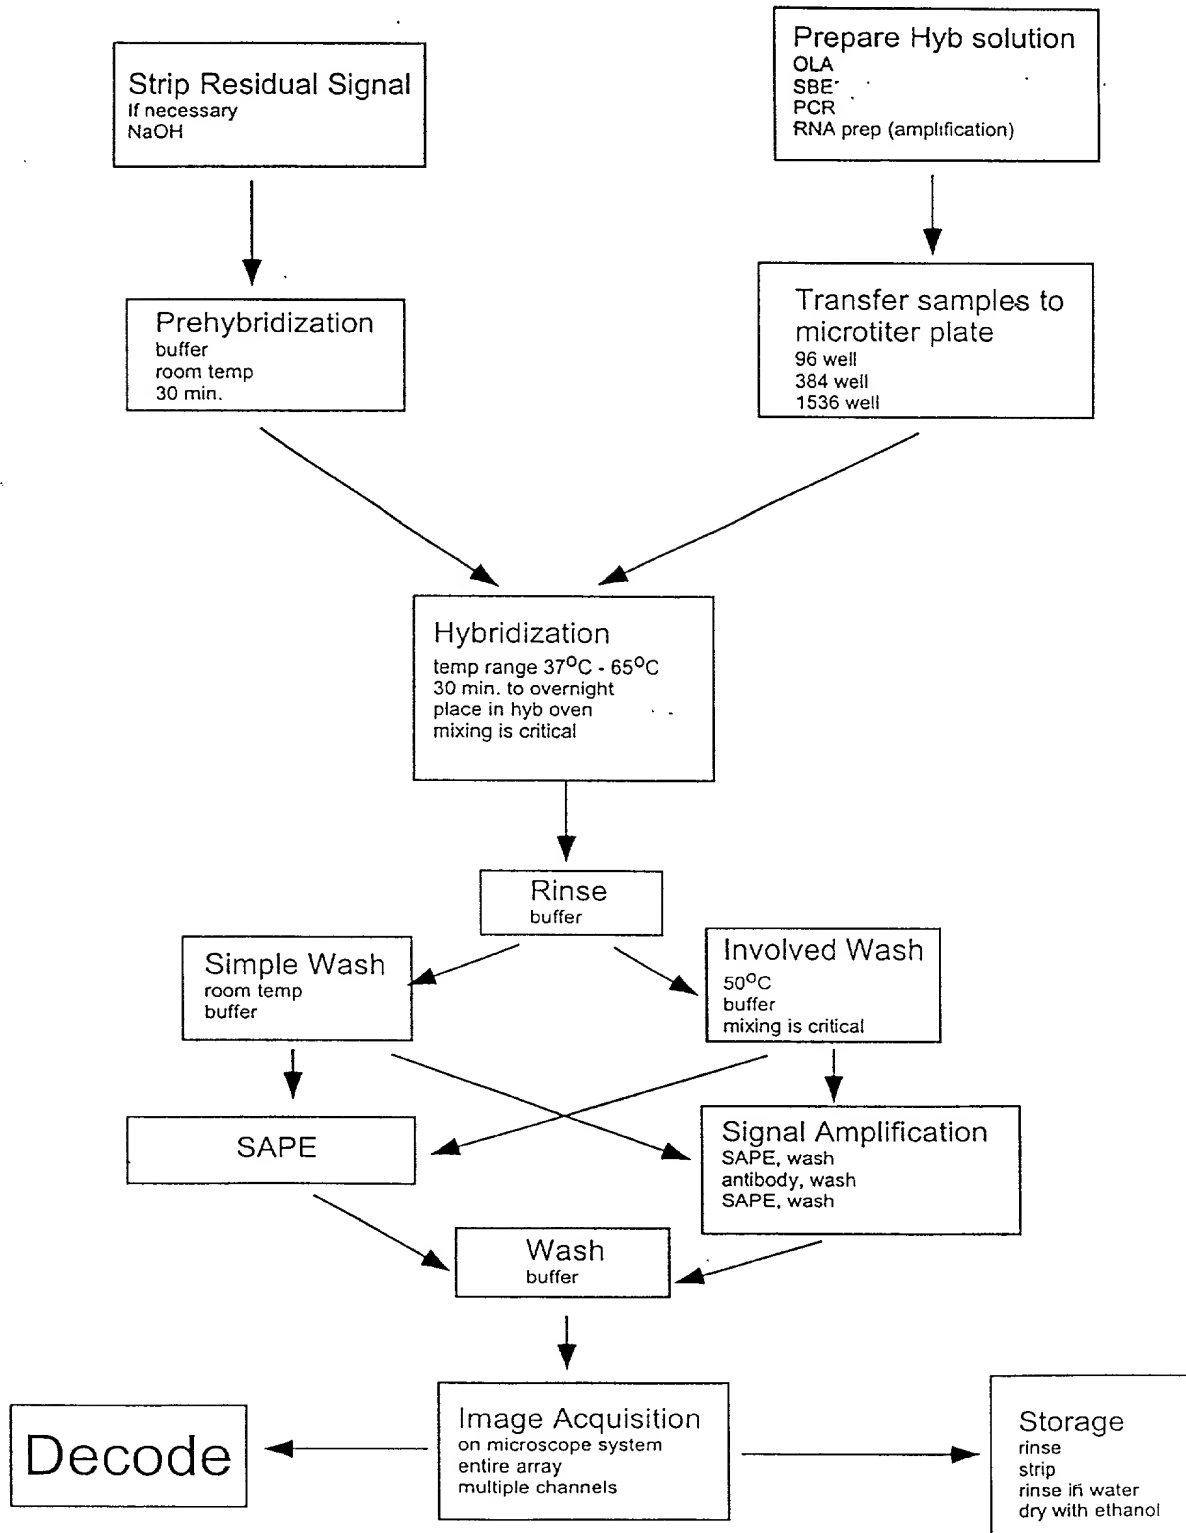 Strip Residual Signal
If necessary
NaOH
Prepare Hyb solution
OLA
SBE
PCR
RNA prep (amplification)
Prehybridization
buffer
room temp
30 min.
Transfer samples to
microtiter plate
96 well
384 well
1536 well
Hybridization
temp range 37°C - 65°C
30 min. to overnight
place in hyb oven
mixing is critical
Rinse
buffer
Simple Wash
room temp
buffer
Involved Wash
50°C
buffer
mixing is critical
SAPE
Signal Amplification
SAPE, wash
antibody, wash
SAPE, wash
Wash
buffer
Decode
Image Acquisition
on microscope system
entire array
multiple channels
Storage
rinse
strip
rinse in water
dry with ethanol